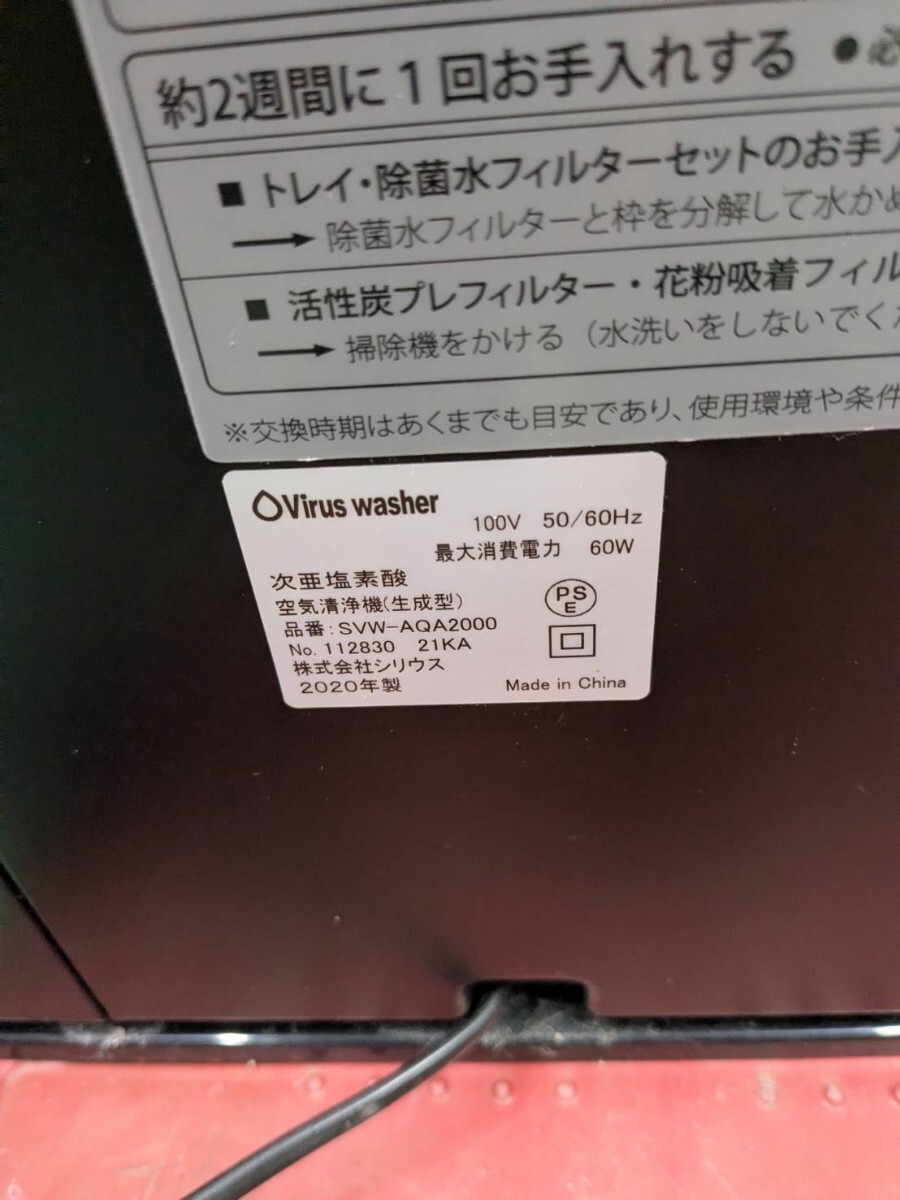 約2週間に1回お手入れする ●必
■ トレイ・除菌水フィルターセットのお手入
→ 除菌水フィルターと枠を分解して水かめ
■ 活性炭プレフィルター・花粉吸着フィル
→ 掃除機をかける（水洗いをしないでくだ
※交換時期はあくまでも目安であり、使用環境や条件
Virus washer
100V 50/60Hz
最大消費電力 60W
次亜塩素酸
空気清浄機(生成型)
品番：SVW-AQA2000
No. 112830 21KA
株式会社シリウス
2020年製
PS
E
Made in China